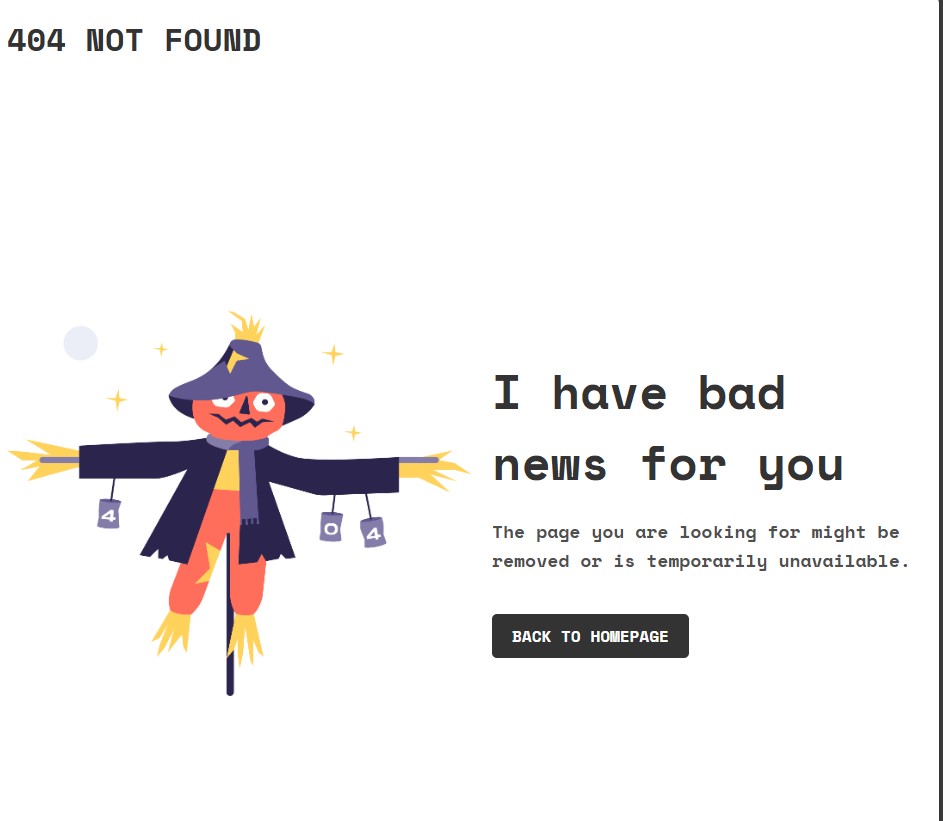 404 NOT FOUND
4
0
4
I have bad
news for you
The page you are looking for might be
removed or is temporarily unavailable.
BACK TO HOMEPAGE